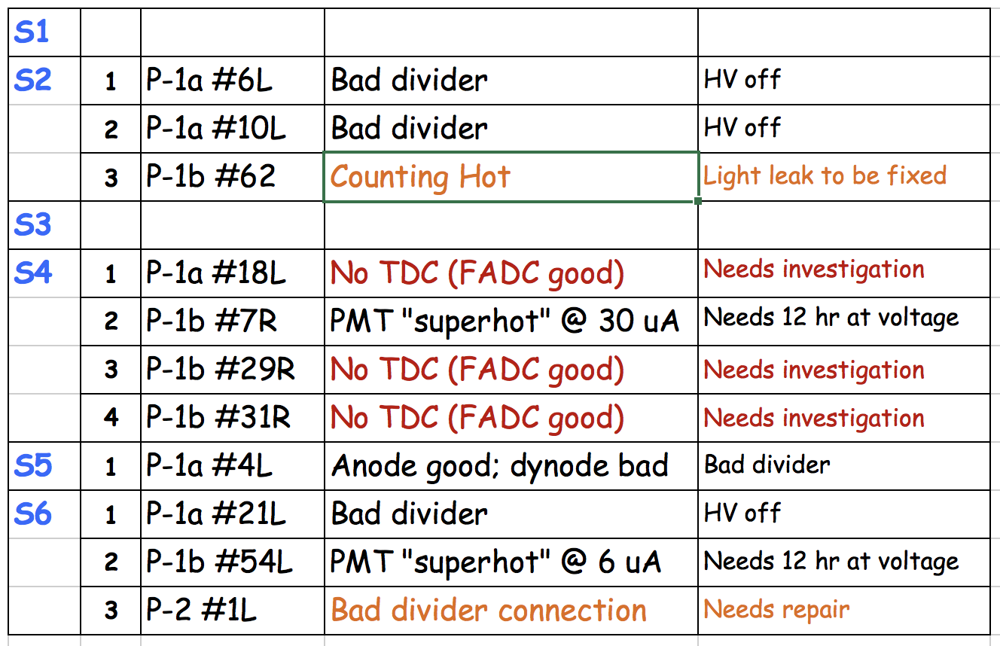 S1
S2 1 P-1a #6L Bad divider HV off
2 P-1a #10L Bad divider HV off
3 P-1b #62 Counting Hot Light leak to be fixed
S3
S4 1 P-1a #18L No TDC (FADC good) Needs investigation
2 P-1b #7R PMT "superhot" @ 30 uA Needs 12 hr at voltage
3 P-1b #29R No TDC (FADC good) Needs investigation
4 P-1b #31R No TDC (FADC good) Needs investigation
S5 1 P-1a #4L Anode good; dynode bad Bad divider
S6 1 P-1a #21L Bad divider HV off
2 P-1b #54L PMT "superhot" @ 6 uA Needs 12 hr at voltage
3 P-2 #1L Bad divider connection Needs repair